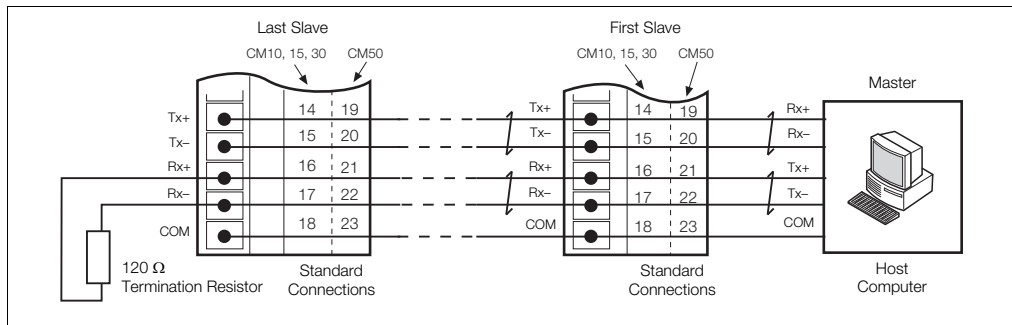 Last Slave
First Slave
CM10, 15, 30 CM50
CM10, 15, 30 CM50
Master
Tx+ 14 19
Tx+ 14 19 Rx+
Tx– 15 20
Tx– 15 20 Rx–
Rx+ 16 21
Rx+ 16 21 Tx+
Rx– 17 22
Rx– 17 22 Tx–
COM 18 23
COM 18 23 COM
120 Ω
Termination Resistor
Standard
Connections
Standard
Connections
Host
Computer